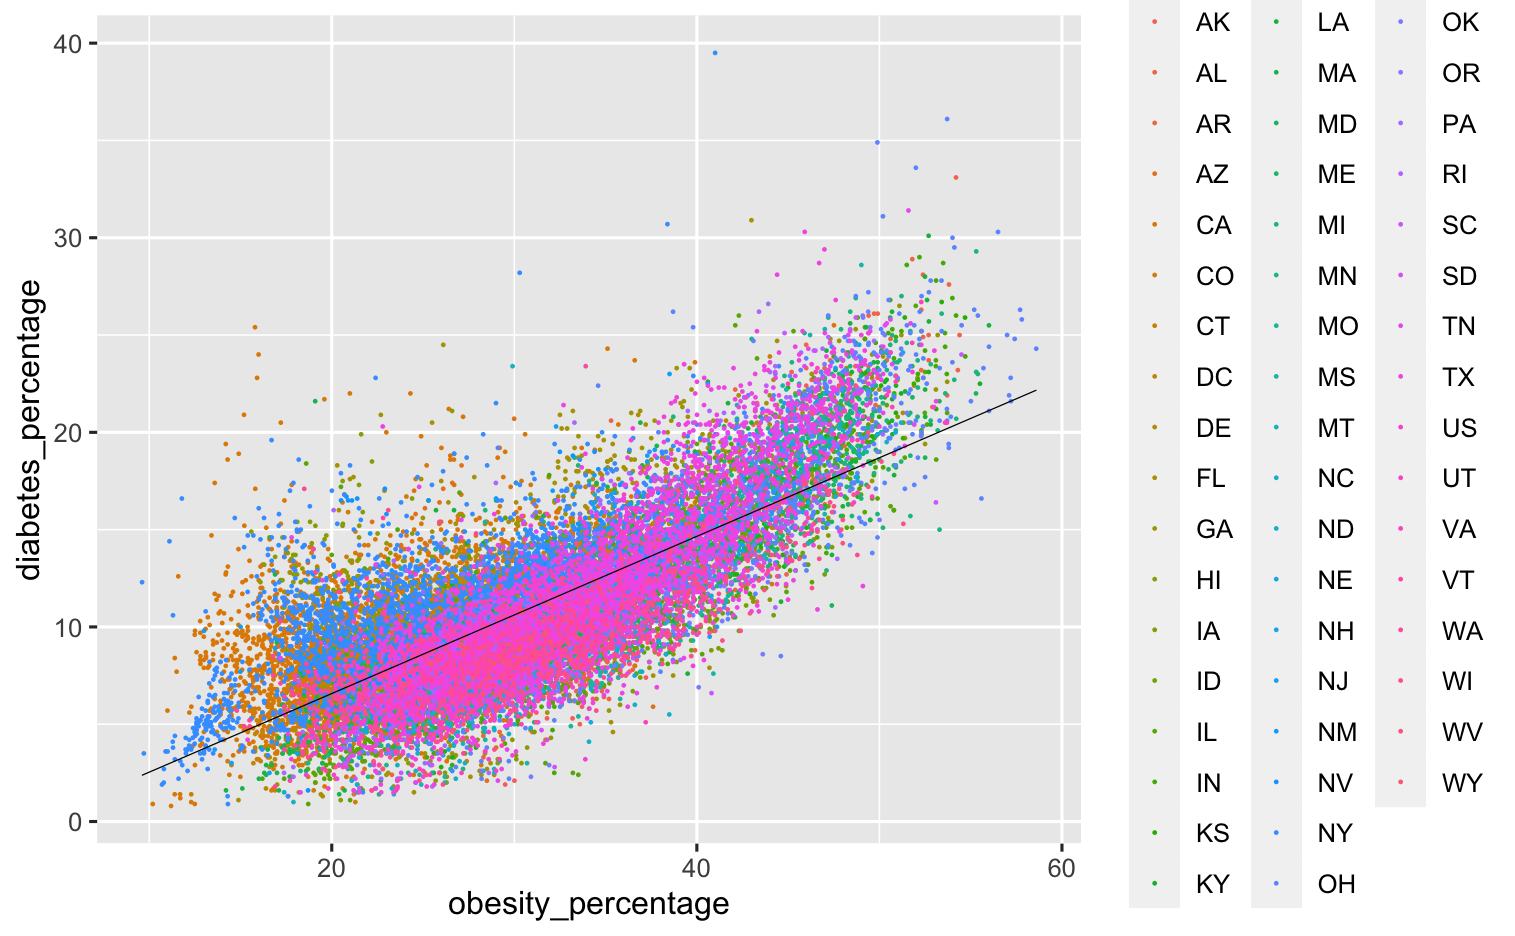 diabetes_percentage
40
30
20
10
0
20
40
60
obesity_percentage
AK
AL
AR
AZ
CA
CO
CT
DC
DE
FL
GA
HI
IA
ID
IL
IN
KS
KY
LA
MA
MD
ME
MI
MN
MO
MS
MT
NC
ND
NE
NH
NJ
NM
NV
NY
OH
OK
OR
PA
RI
SC
SD
TN
TX
US
UT
VA
VT
WA
WI
WV
WY